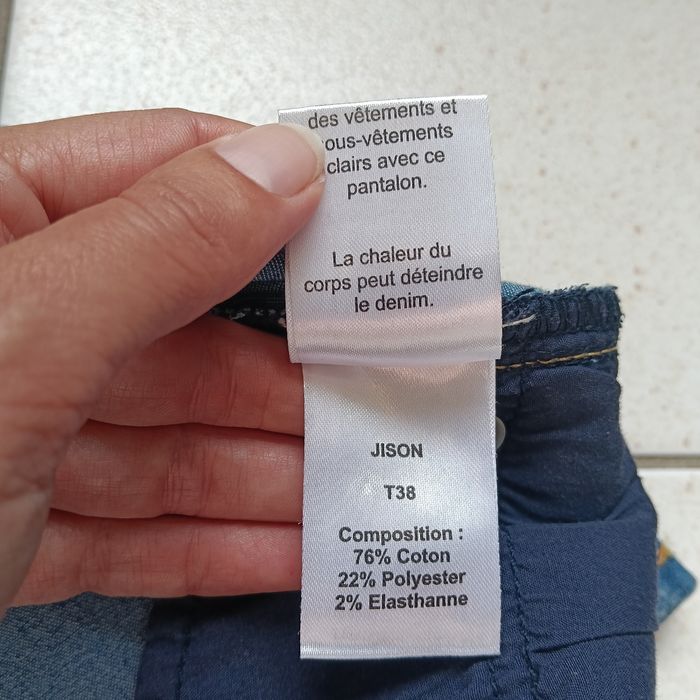 des vêtements et
ous-vêtements
clairs avec ce
pantalon.
La chaleur du
corps peut déteindre
le denim.
JISON
T38
Composition :
76% Coton
22% Polyester
2% Elasthanne